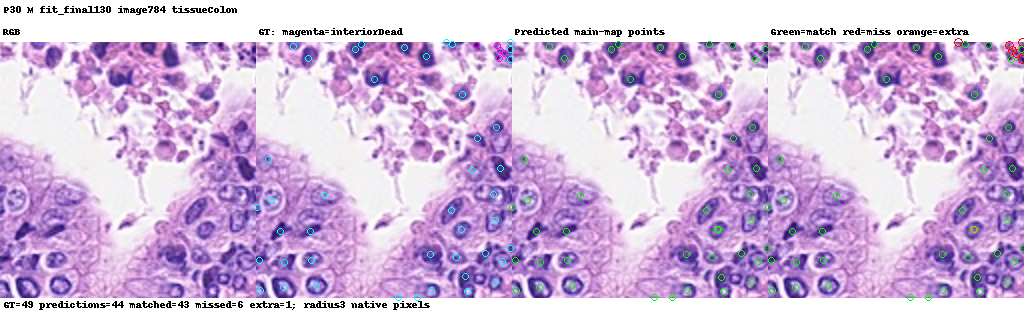 P30 M fit_final130 image784 tissueColon
RGB
GT: magenta=interiorDead
Predicted main-map points
Green=match red=miss orange=extra
GT=49 predictions=44 matched=43 missed=6 extra=1; radius3 native pixels